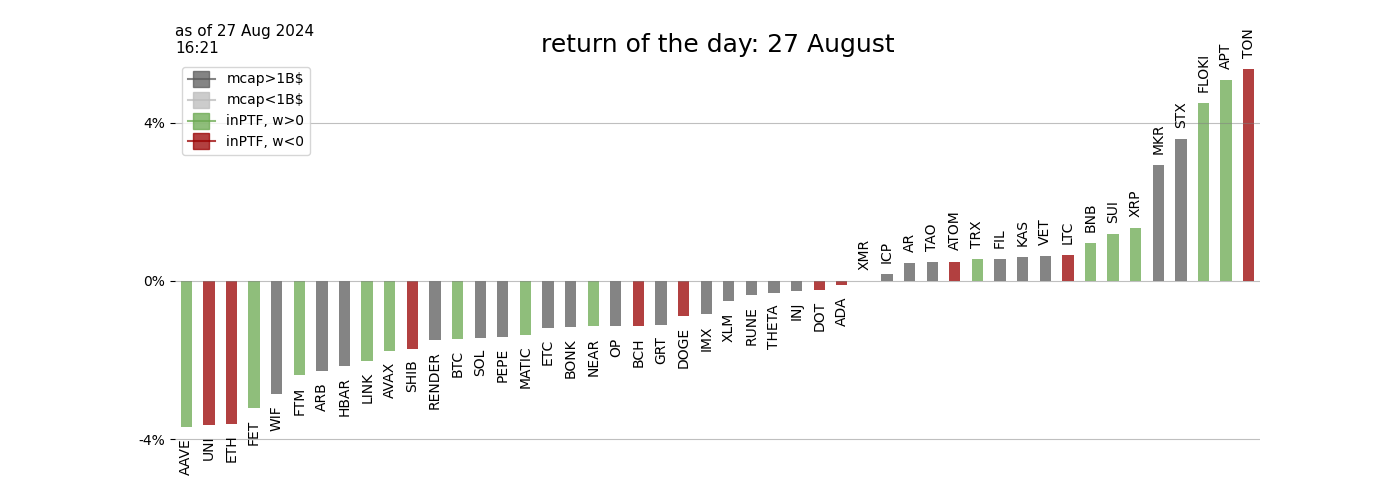 as of 27 Aug 2024
16:21
return of the day: 27 August
mcap>1B$
mcap<1B$
inPTF, w>0
inPTF, w<0
4%
0%
-4%
AAVE
UNI
ETH
FET
WIF
FTM
ARB
HBAR
LINK
AVAX
SHIB
RENDER
BTC
SOL
PEPE
MATIC
ETC
BONK
NEAR
OP
BCH
GRT
DOGE
IMX
XLM
RUNE
THETA
INJ
DOT
ADA
XMR
ICP
AR
TAO
ATOM
TRX
FIL
KAS
VET
LTC
BNB
SUI
XRP
MKR
STX
FLOKI
APT
TON